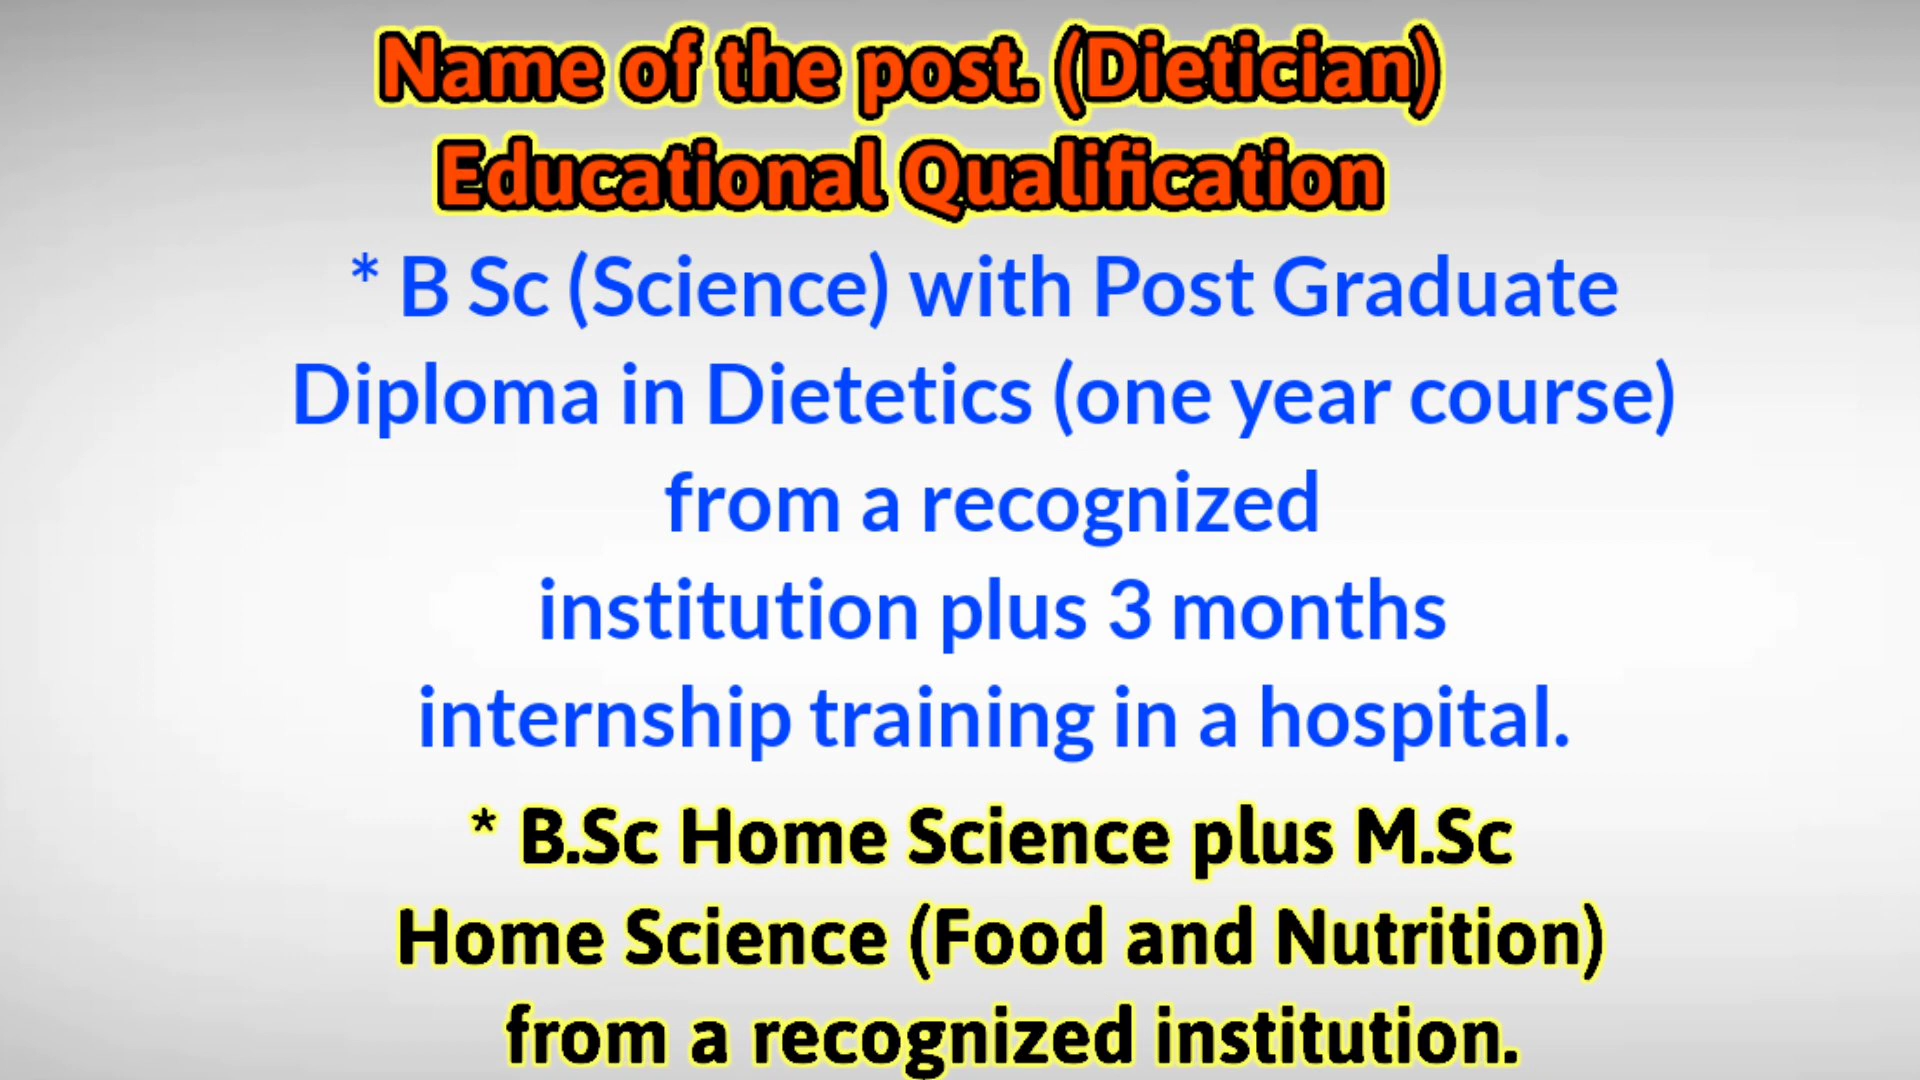 Name of the post. (Dietician)
Educational Qualification
* B Sc (Science) with Post Graduate
Diploma in Dietetics (one year course)
from a recognized
institution plus 3 months
internship training in a hospital.
* B.Sc Home Science plus M.Sc
Home Science (Food and Nutrition)
from a recognized institution.